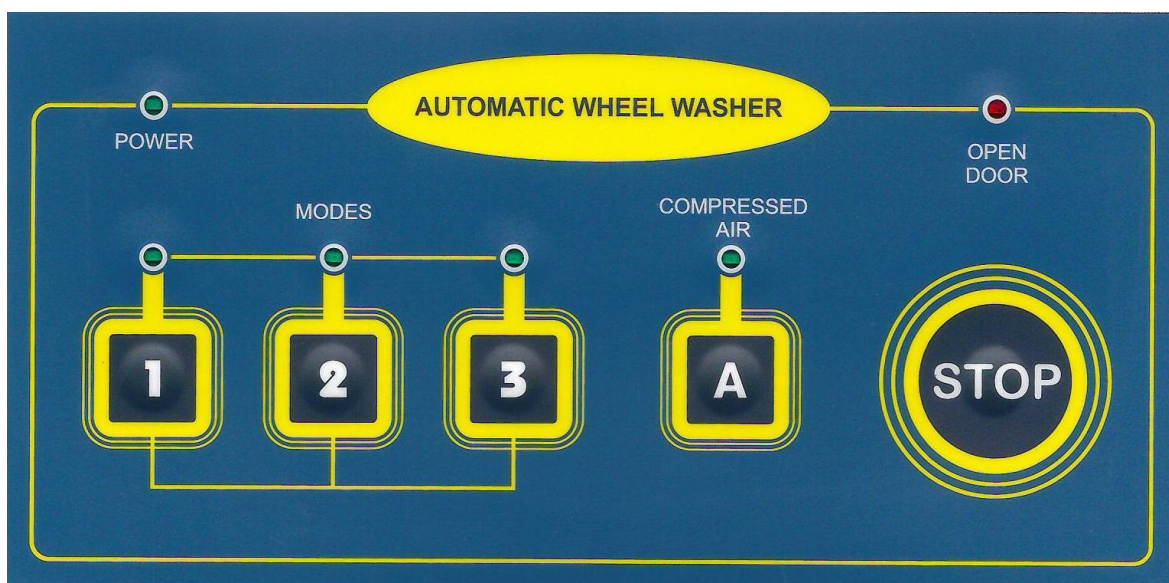 AUTOMATIC WHEEL WASHER
POWER
OPEN
DOOR
MODES
COMPRESSED
AIR
1
2
3
A
STOP